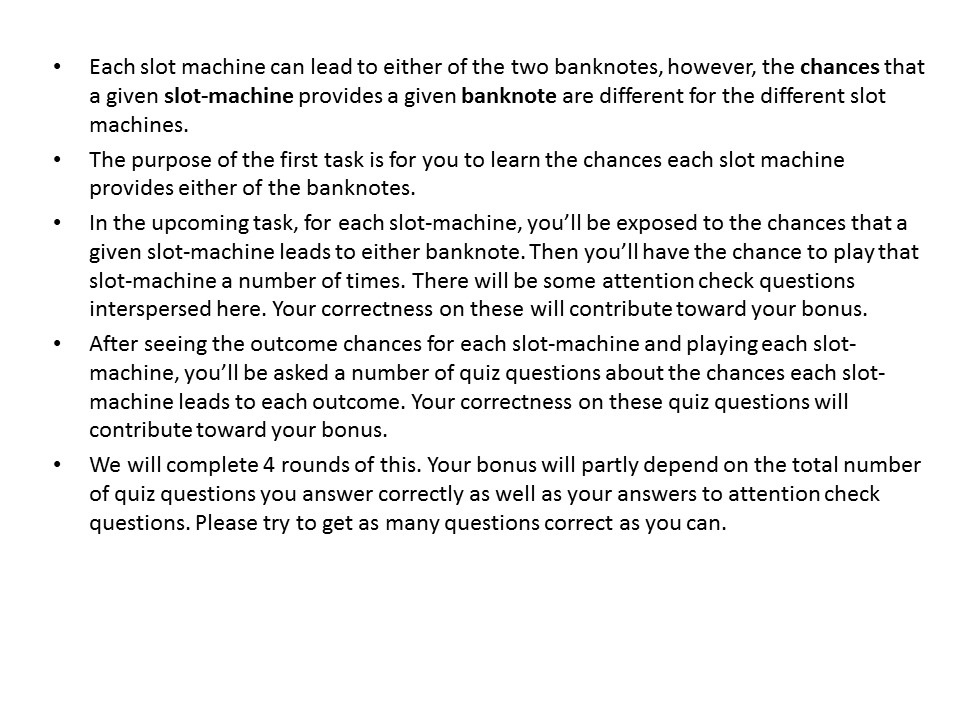 • Each slot machine can lead to either of the two banknotes, however, the chances that
a given slot-machine provides a given banknote are different for the different slot
machines.
• The purpose of the first task is for you to learn the chances each slot machine
provides either of the banknotes.
• In the upcoming task, for each slot-machine, you’ll be exposed to the chances that a
given slot-machine leads to either banknote. Then you’ll have the chance to play that
slot-machine a number of times. There will be some attention check questions
interspersed here. Your correctness on these will contribute toward your bonus.
• After seeing the outcome chances for each slot-machine and playing each slot-
machine, you’ll be asked a number of quiz questions about the chances each slot-
machine leads to each outcome. Your correctness on these quiz questions will
contribute toward your bonus.
• We will complete 4 rounds of this. Your bonus will partly depend on the total number
of quiz questions you answer correctly as well as your answers to attention check
questions. Please try to get as many questions correct as you can.